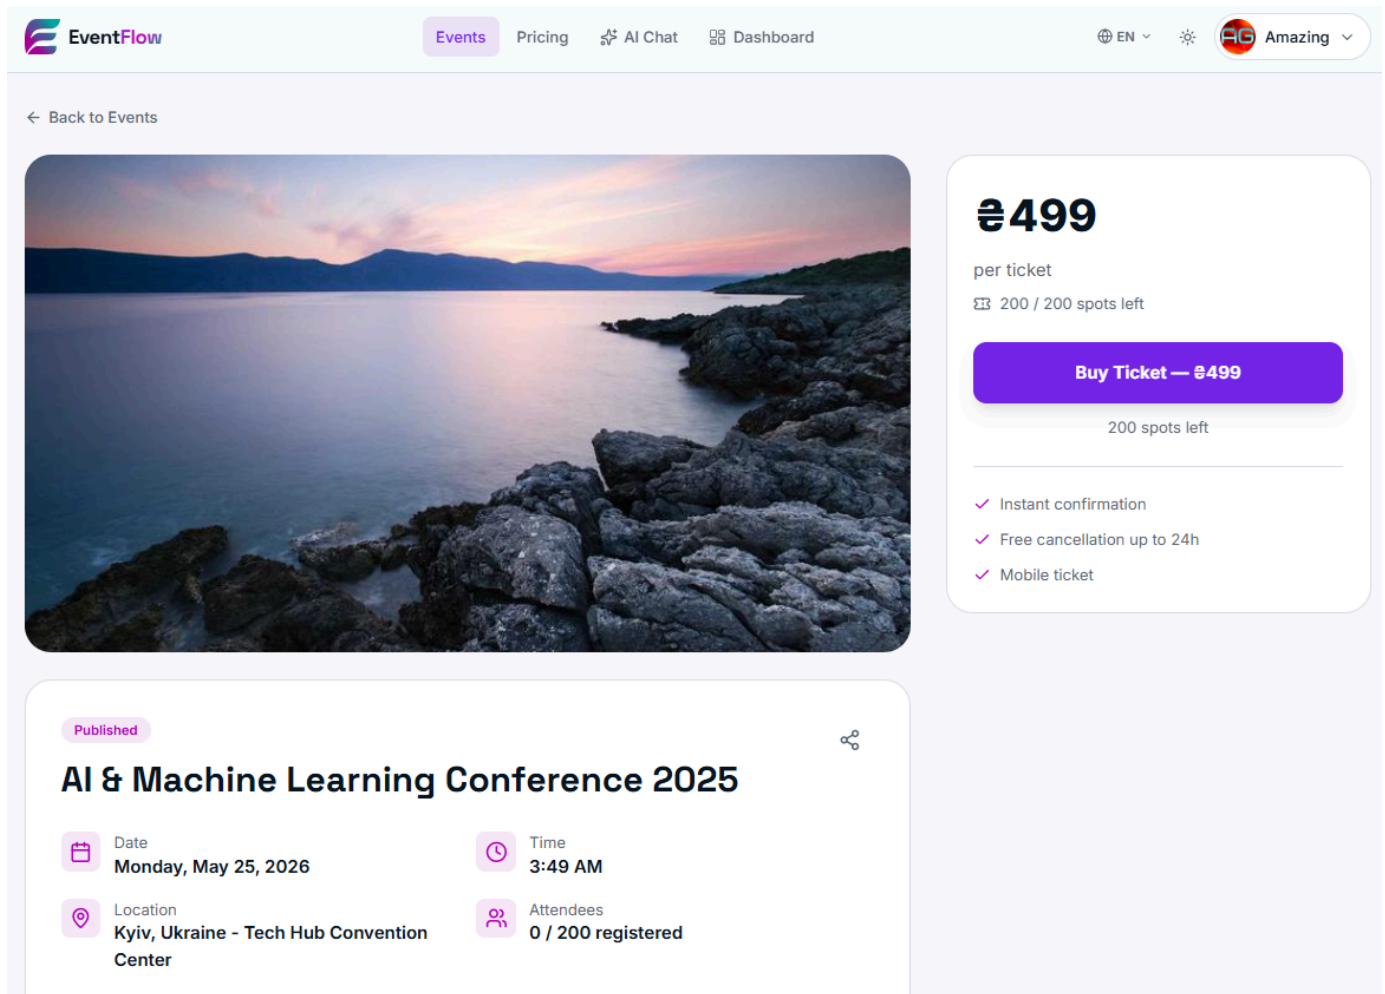 EventFlow
Events
Pricing
AI Chat
Dashboard
EN
AG
Amazing
Back to Events
₴499
per ticket
200 / 200 spots left
Buy Ticket — ₴499
200 spots left
Instant confirmation
Free cancellation up to 24h
Mobile ticket
Published
AI & Machine Learning Conference 2025
Date
Monday, May 25, 2026
Time
3:49 AM
Location
Kyiv, Ukraine - Tech Hub Convention
Center
Attendees
0 / 200 registered